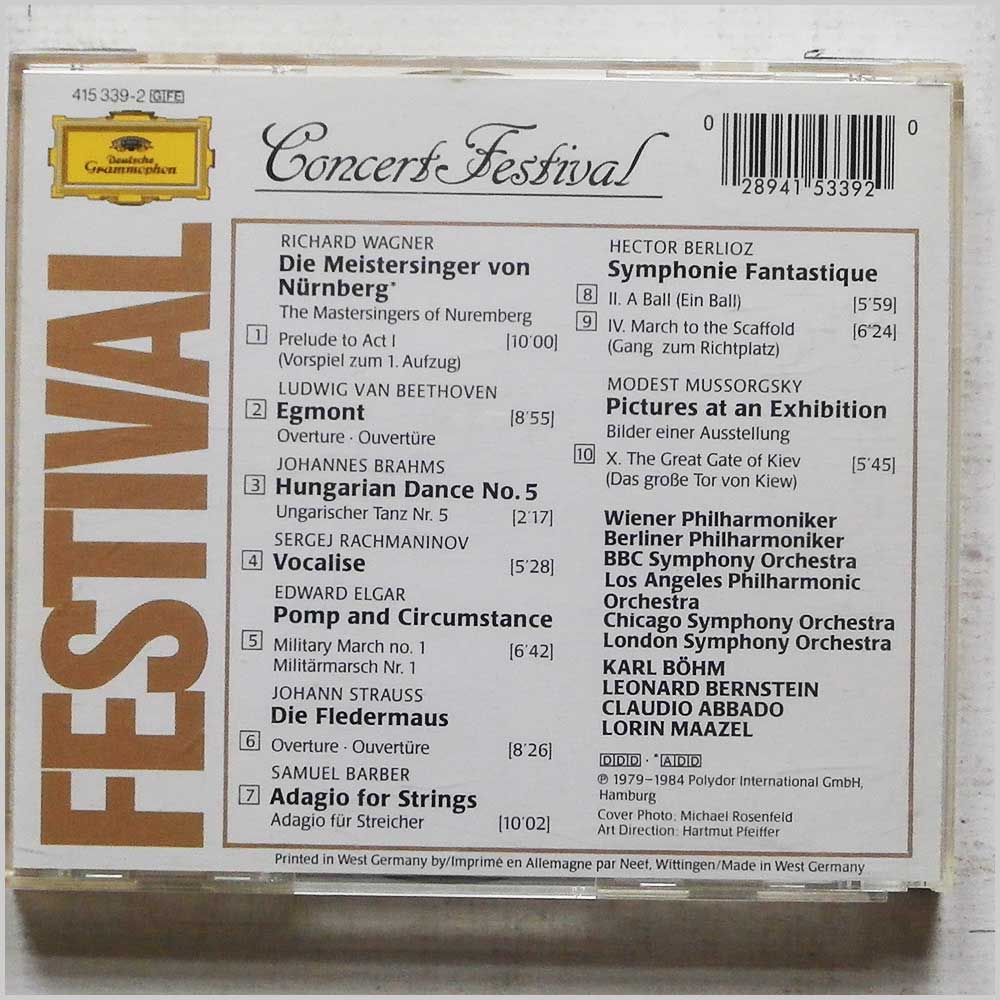 415 339-2 GIFE
Deutsche
Grammophon
Concert Festival
0 28941 53392 0
FESTIVAL
RICHARD WAGNER
Die Meistersinger von
Nürnberg*
The Mastersingers of Nuremberg
1 Prelude to Act I [10'00]
(Vorspiel zum 1. Aufzug)
LUDWIG VAN BEETHOVEN
2 Egmont [8'55]
Overture · Ouvertüre
JOHANNES BRAHMS
3 Hungarian Dance No. 5
Ungarischer Tanz Nr. 5 [2'17]
SERGEJ RACHMANINOV
4 Vocalise [5'28]
EDWARD ELGAR
Pomp and Circumstance
5 Military March no. 1 [6'42]
Militärmarsch Nr. 1
JOHANN STRAUSS
Die Fledermaus
6 Overture · Ouvertüre [8'26]
SAMUEL BARBER
7 Adagio for Strings
Adagio für Streicher [10'02]
HECTOR BERLIOZ
Symphonie Fantastique
8 II. A Ball (Ein Ball) [5'59]
9 IV. March to the Scaffold [6'24]
(Gang zum Richtplatz)
MODEST MUSSORGSKY
Pictures at an Exhibition
Bilder einer Ausstellung
10 X. The Great Gate of Kiev [5'45]
(Das große Tor von Kiew)
Wiener Philharmoniker
Berliner Philharmoniker
BBC Symphony Orchestra
Los Angeles Philharmonic
Orchestra
Chicago Symphony Orchestra
London Symphony Orchestra
KARL BÖHM
LEONARD BERNSTEIN
CLAUDIO ABBADO
LORIN MAAZEL
DDD · *ADD
℗ 1979–1984 Polydor International GmbH,
Hamburg
Cover Photo: Michael Rosenfeld
Art Direction: Hartmut Pfeiffer
Printed in West Germany by/Imprimé en Allemagne par Neef, Wittingen/Made in West Germany